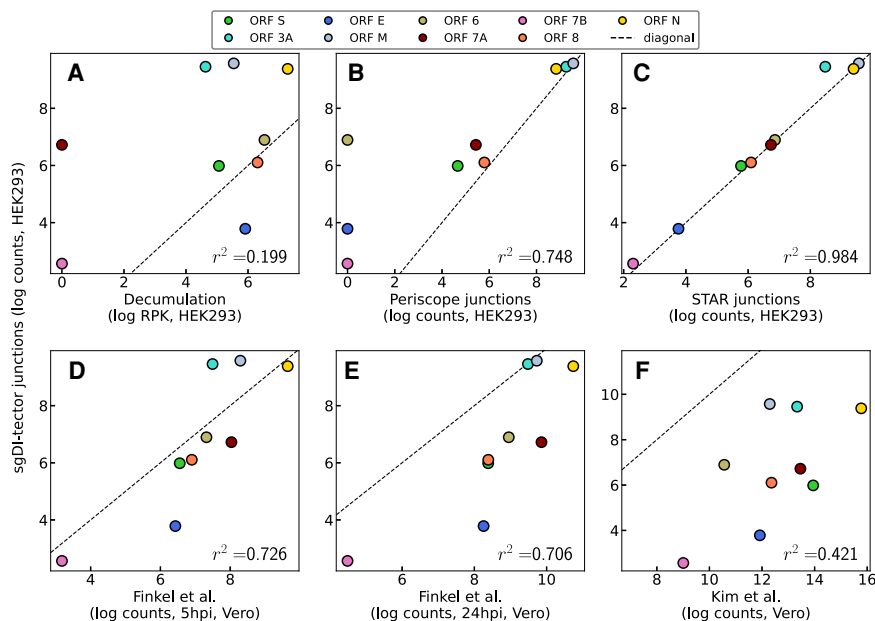 ORF S ORF E ORF 6 ORF 7B ORF N
ORF 3A ORF M ORF 7A ORF 8 diagonal
sgDI-tector junctions (log counts, HEK293)
A
8
6
4
r² =0.199
0 2 4 6
Decumulation
(log RPK, HEK293)
B
8
6
4
r² =0.748
0 2 4 6 8
Periscope junctions
(log counts, HEK293)
C
8
6
4
r² =0.984
2 4 6 8
STAR junctions
(log counts, HEK293)
D
8
6
4
r² =0.726
4 6 8
Finkel et al.
(log counts, 5hpi, Vero)
E
8
6
4
r² =0.706
6 8 10
Finkel et al.
(log counts, 24hpi, Vero)
F
10
8
6
4
r² =0.421
8 10 12 14 16
Kim et al.
(log counts, Vero)